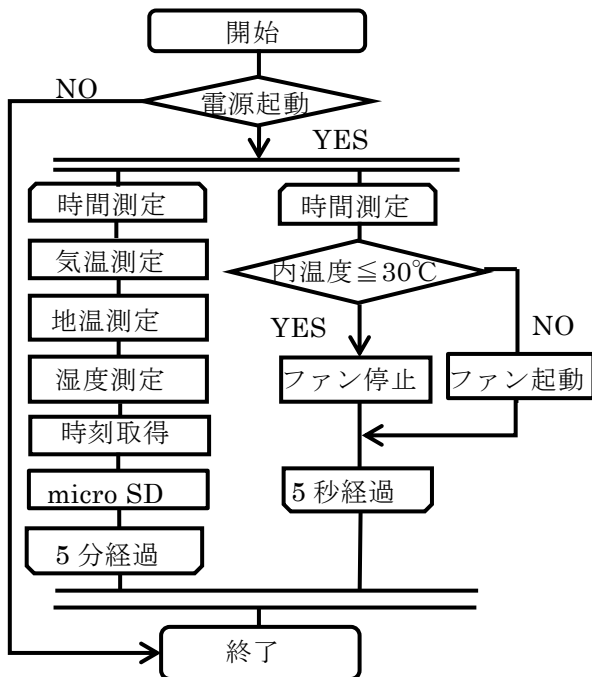 開始
NO
電源起動
YES
時間測定
時間測定
気温測定
内温度≦30℃
地温測定
YES
NO
湿度測定
ファン停止
ファン起動
時刻取得
micro SD
5 秒経過
5 分経過
終了